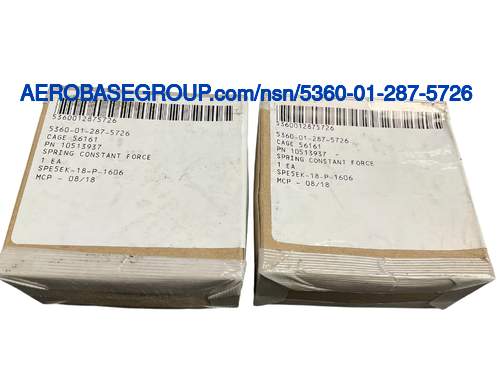 AEROBASEGROUP.com/nsn/5360-01-287-5726
5360012875726
5360-01-287-5726
CAGE 56161
PN 10513937
SPRING CONSTANT FORCE
1 EA
SPE5EK-18-P-1606
MCP - 08/18
5360012875726
5360-01-287-5726
CAGE 56161
PN 10513937
SPRING CONSTANT FORCE
1 EA
SPE5EK-18-P-1606
MCP - 08/18